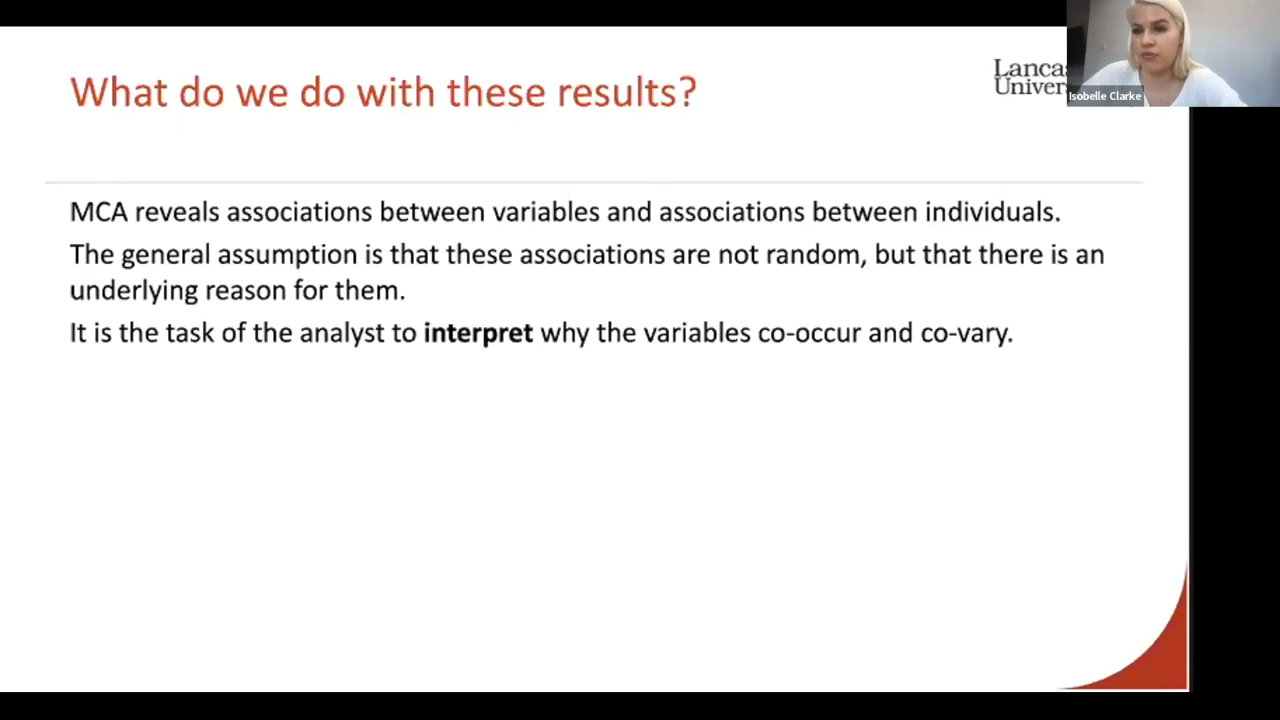 What do we do with these results?
Isobelle Clarke
MCA reveals associations between variables and associations between individuals.
The general assumption is that these associations are not random, but that there is an
underlying reason for them.
It is the task of the analyst to interpret why the variables co-occur and co-vary.